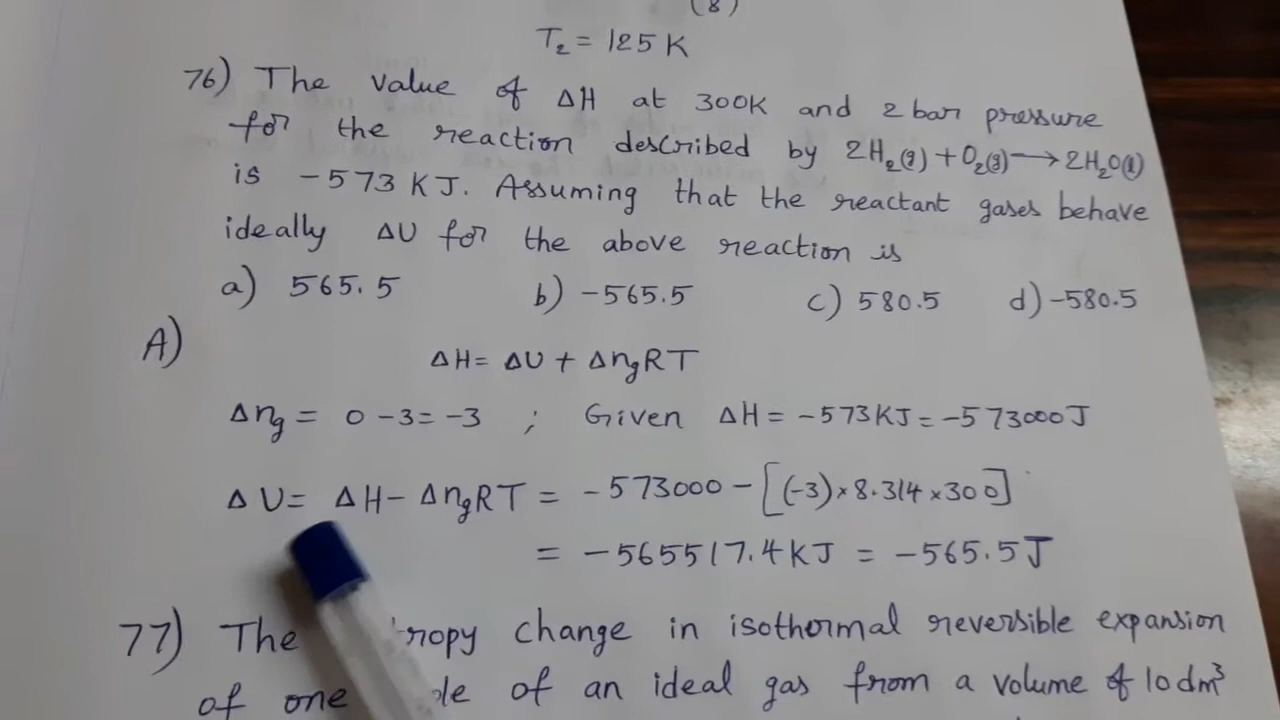 (8)
T₂ = 125 K
76) The value of ΔH at 300K and 2 bar pressure
for the reaction described by 2H₂(g) + O₂(g) → 2H₂O(l)
is -573 KJ. Assuming that the reactant gases behave
ideally ΔU for the above reaction is
a) 565.5 b) -565.5 c) 580.5 d) -580.5
A)
ΔH = ΔU + ΔngRT
Δng = 0 - 3 = -3 ; Given ΔH = -573KJ = -573000J
ΔU = ΔH - ΔngRT = -573000 - [(-3) × 8.314 × 300]
= -565517.4 KJ = -565.5 J
77) The change in isothermal reversible expansion
of one of an ideal gas from a volume of 10 dm³